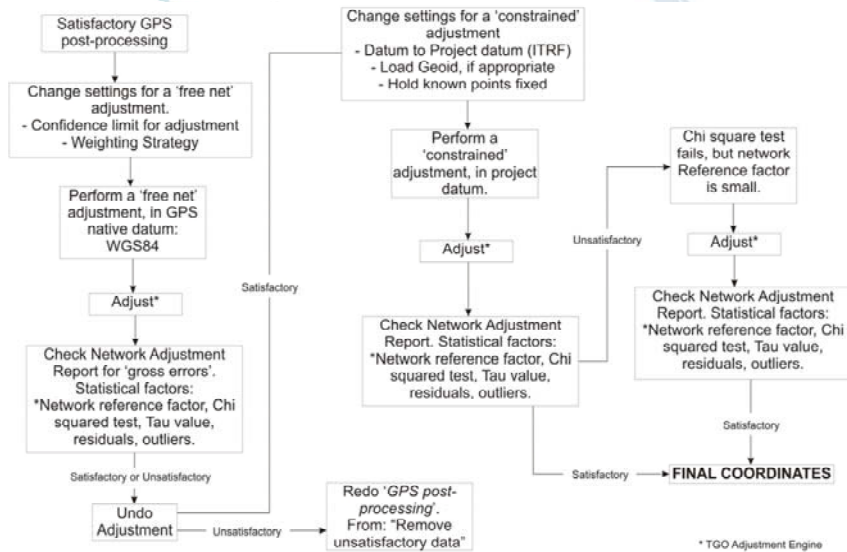 Satisfactory GPS
post-processing
Change settings for a 'free net'
adjustment.
- Confidence limit for adjustment
- Weighting Strategy
Perform a 'free net'
adjustment, in GPS
native datum:
WGS84
Adjust*
Check Network Adjustment
Report for 'gross errors'.
Statistical factors:
*Network reference factor, Chi
squared test, Tau value,
residuals, outliers.
Satisfactory or Unsatisfactory
Undo
Adjustment
Unsatisfactory
Redo 'GPS post-
processing'.
From: "Remove
unsatisfactory data"
Satisfactory
Change settings for a 'constrained'
adjustment
- Datum to Project datum (ITRF)
- Load Geoid, if appropriate
- Hold known points fixed
Perform a
'constrained'
adjustment, in project
datum.
Adjust*
Check Network Adjustment
Report. Statistical factors:
*Network reference factor, Chi
squared test, Tau value,
residuals, outliers.
Satisfactory
Unsatisfactory
Chi square test
fails, but network
Reference factor
is small.
Adjust*
Check Network Adjustment
Report. Statistical factors:
*Network reference factor, Chi
squared test, Tau value,
residuals, outliers.
Satisfactory
FINAL COORDINATES
* TGO Adjustment Engine